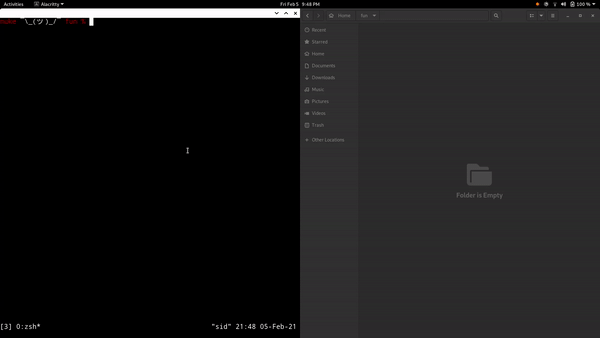 Activities Alacritty Fri Feb 5 9:48 PM 100 %
"¯\_(ツ)_/¯" fun %
Home fun
Recent
Starred
Home
Documents
Downloads
Music
Pictures
Videos
Trash
Other Locations
Folder is Empty
[3] 0:zsh* "sid" 21:48 05-Feb-21